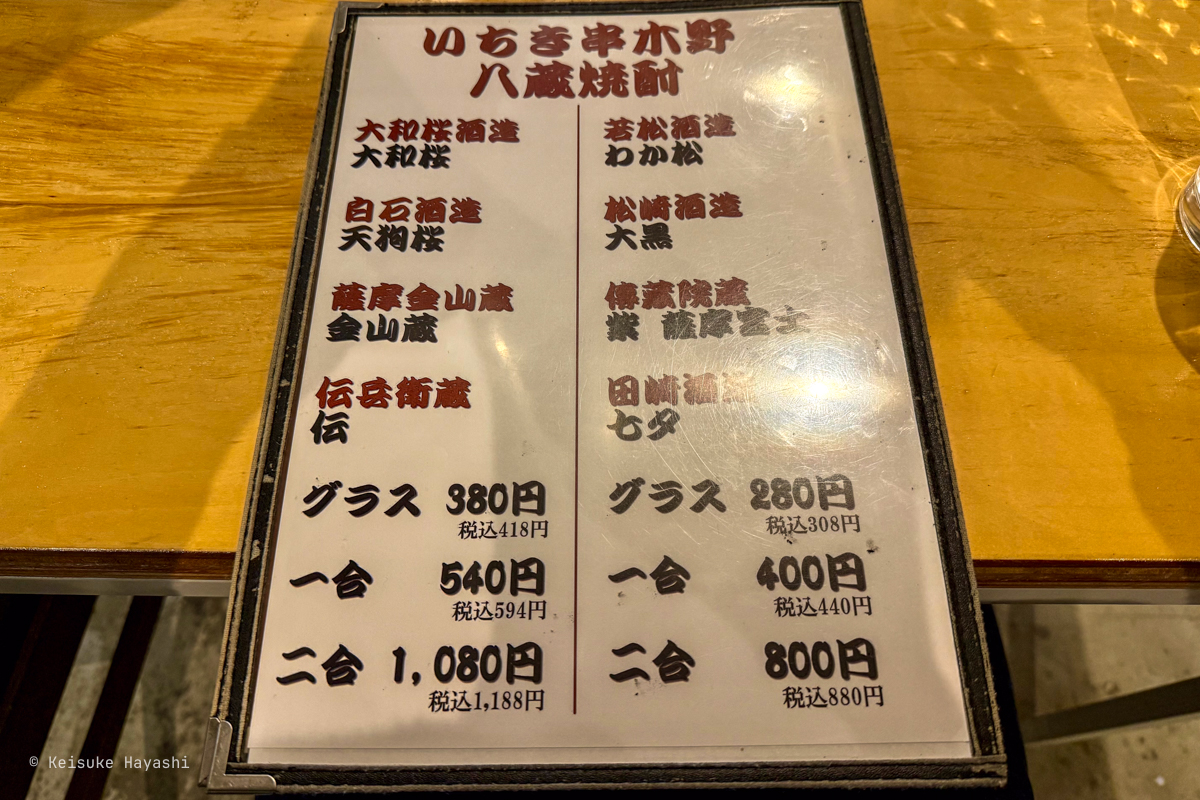 いちき串木野
八蔵焼酎
大和桜酒造
大和桜
白石酒造
天狗桜
薩摩金山蔵
金山蔵
伝兵衛蔵
伝
グラス 380円
税込418円
一合 540円
税込594円
二合 1,080円
税込1,188円
若松酒造
わか松
松崎酒造
大黒
傳蔵院蔵
紫 薩摩富士
田崎酒造
七夕
グラス 280円
税込308円
一合 400円
税込440円
二合 800円
税込880円
© Keisuke Hayashi